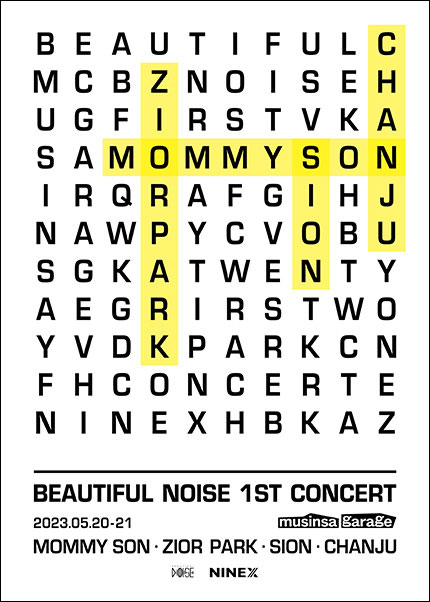 B E A U T I F U L C
M C B Z N O I S E H
U G F I R S T V K A
S A M O M M Y S O N
I R Q R A F G I H J
N A W P Y C V O B U
S G K A T W E N T Y
A E G R I R S T W O
Y V D K P A R K C N
F H C O N C E R T E
N I N E X H B K A Z
BEAUTIFUL NOISE 1ST CONCERT
2023.05.20-21
musinsa garage
MOMMY SON · ZIOR PARK · SION · CHANJU
NOISE NINEX